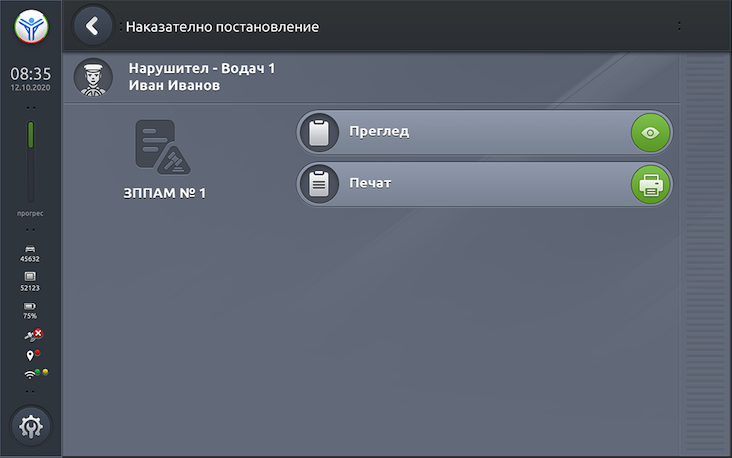 Наказателно постановление
08:35
12.10.2020
прогрес
45632
52123
75%
Нарушител - Водач 1
Иван Иванов
ЗППАМ № 1
Преглед
Печат